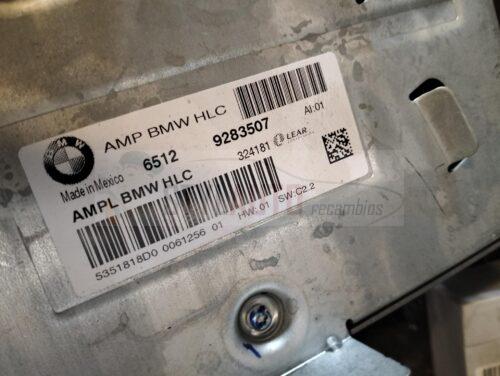 BMW
AMP BMW HLC
AI:01
Made in Mexico
6512
9283507
AMPL BMW HLC
324181
LEAR
5351818D0 0061256 01
HW: 01
SW:C2.2
recambios